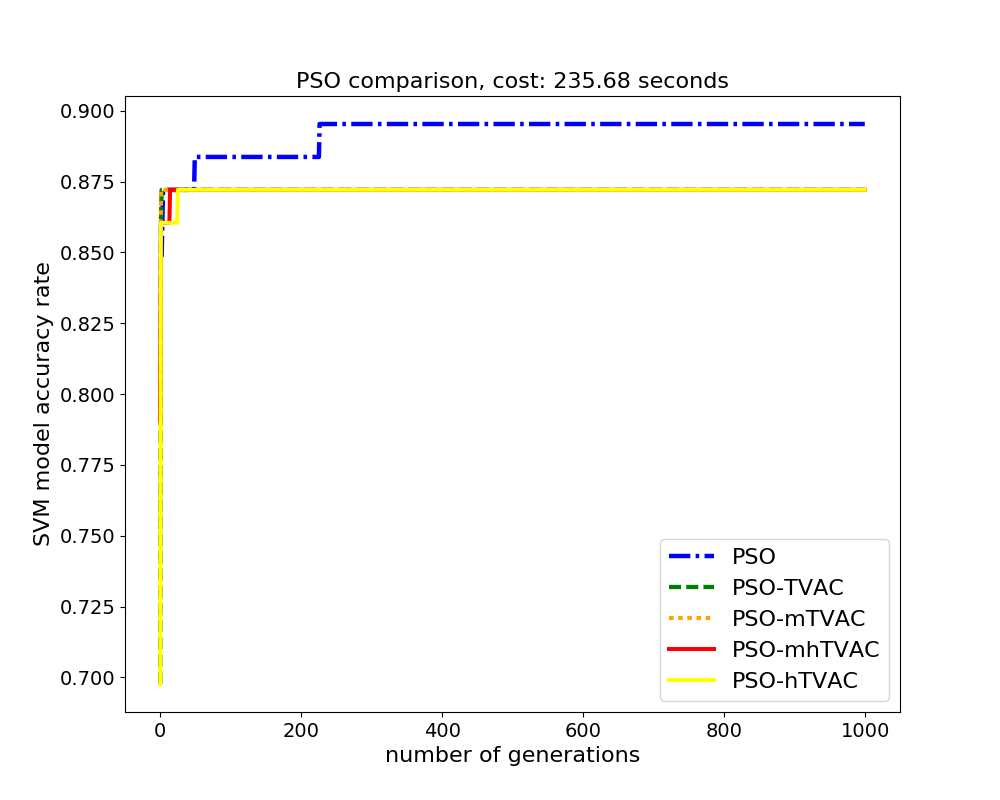 PSO comparison, cost: 235.68 seconds
0.900
0.875
0.850
0.825
0.800
0.775
0.750
0.725
0.700
SVM model accuracy rate
PSO
PSO-TVAC
PSO-mTVAC
PSO-mhTVAC
PSO-hTVAC
0 200 400 600 800 1000
number of generations